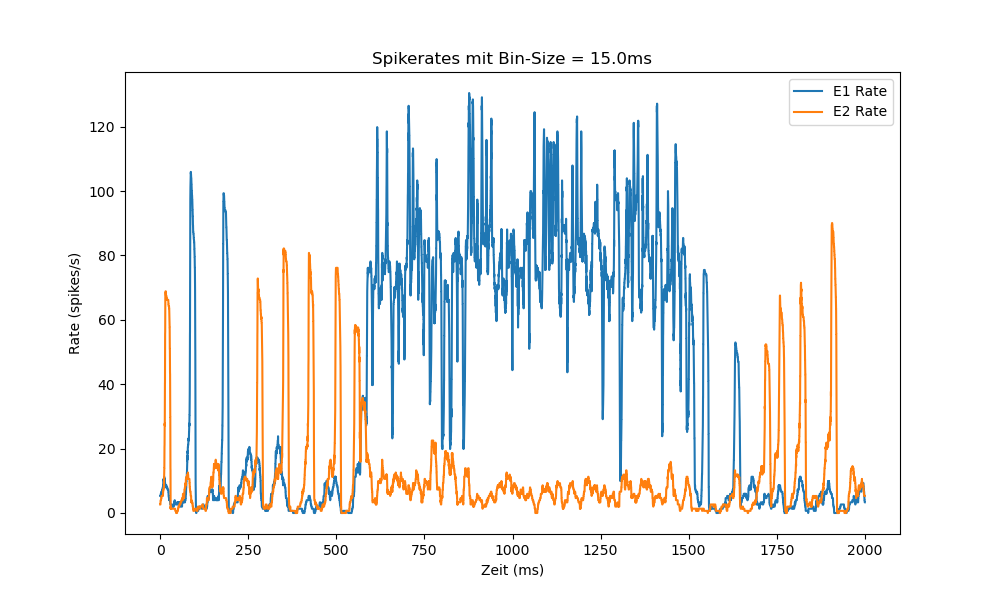 Spikerates mit Bin-Size = 15.0ms
E1 Rate
E2 Rate
120
100
80
60
40
20
0
Rate (spikes/s)
0 250 500 750 1000 1250 1500 1750 2000
Zeit (ms)